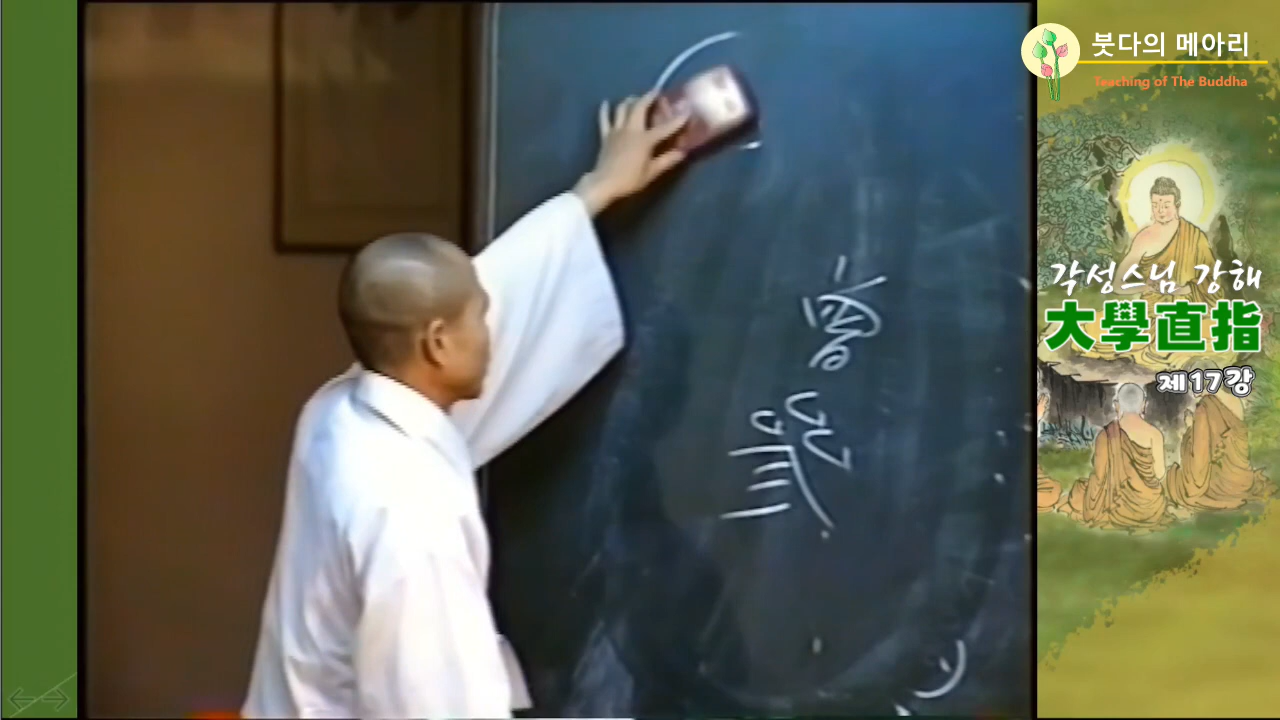 붓다의 메아리
Teaching of The Buddha
각성스님 강해
大學直指
제17강